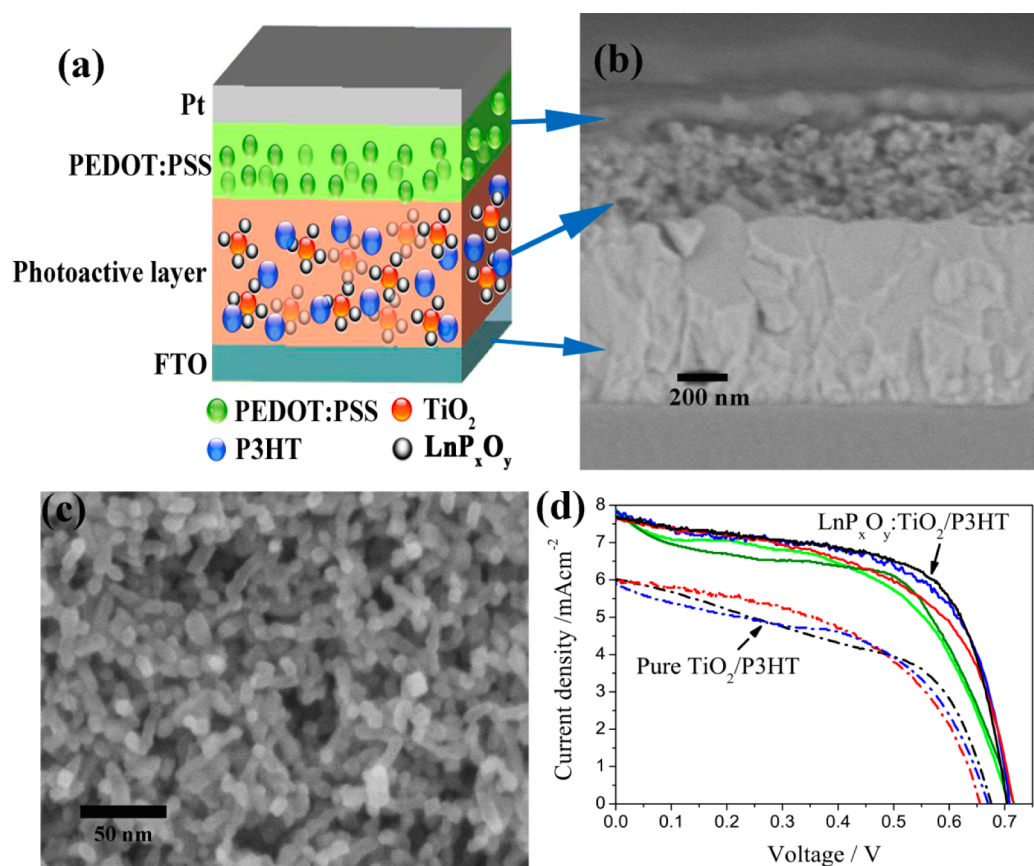 (a)
Pt
PEDOT:PSS
Photoactive layer
FTO
PEDOT:PSS
TiO₂
P3HT
LnPₓOᵧ
(b)
200 nm
(c)
50 nm
(d)
8
7
6
5
4
3
2
1
0
Current density /mAcm⁻²
LnPₓOᵧ:TiO₂/P3HT
Pure TiO₂/P3HT
0.0 0.1 0.2 0.3 0.4 0.5 0.6 0.7
Voltage / V